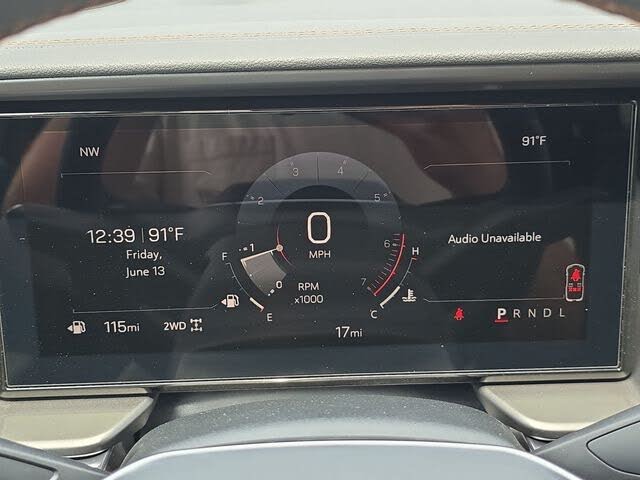 NW
91°F
3 4
2 5
12:39 | 91°F
Friday,
June 13
0
MPH
Audio Unavailable
1
6
F
H
0
7
RPM
x1000
E
C
115mi
2WD
17mi
P R N D L